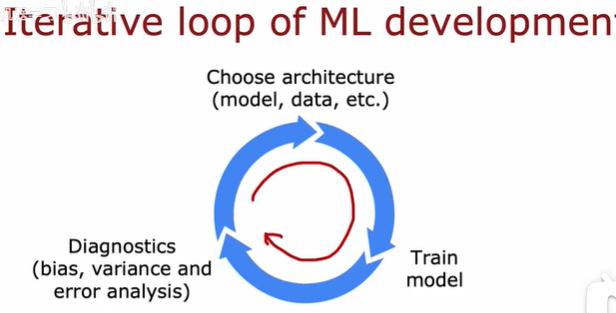 Iterative loop of ML developmen
Choose architecture
(model, data, etc.)
Train
model
Diagnostics
(bias, variance and
error analysis)